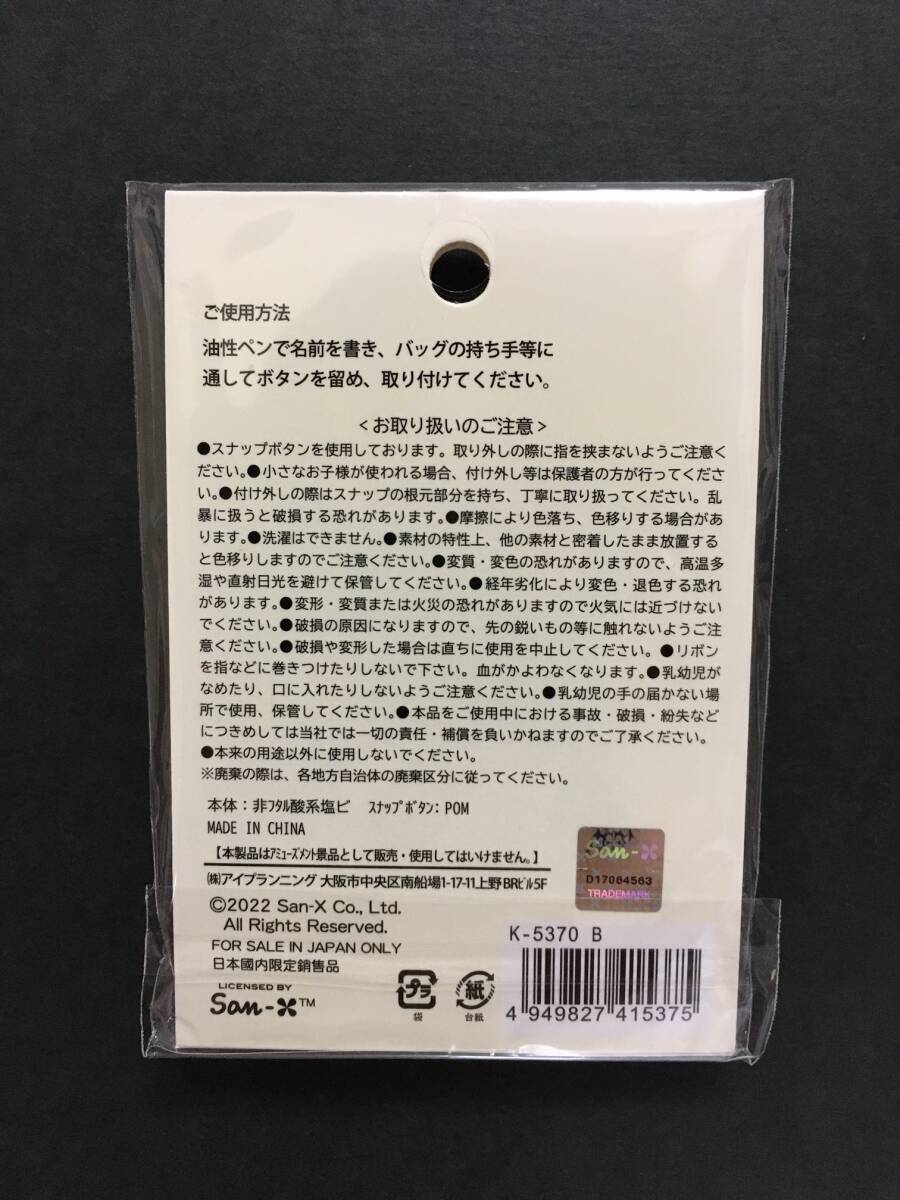 ご使用方法
油性ペンで名前を書き、バッグの持ち手等に
通してボタンを留め、取り付けてください。
<お取り扱いのご注意>
●スナップボタンを使用しております。取り外しの際に指を挟まないようご注意く
ださい。●小さなお子様が使われる場合、付け外し等は保護者の方が行ってくださ
い。●付け外しの際はスナップの根元部分を持ち、丁寧に取り扱ってください。乱
暴に扱うと破損する恐れがあります。●摩擦により色落ち、色移りする場合があ
ります。●洗濯はできません。●素材の特性上、他の素材と密着したまま放置する
と色移りしますのでご注意ください。●変質・変色の恐れがありますので、高温多
湿や直射日光を避けて保管してください。●経年劣化により変色・退色する恐れ
があります。●変形・変質または火災の恐れがありますので火気には近づけない
でください。●破損の原因になりますので、先の鋭いもの等に触れないようご注
意ください。●破損や変形した場合は直ちに使用を中止してください。●リボン
を指などに巻きつけたりしないで下さい。血がかよわなくなります。●乳幼児が
なめたり、口に入れたりしないようご注意ください。●乳幼児の手の届かない場
所で使用、保管してください。●本品をご使用中における事故・破損・紛失など
につきめしては当社では一切の責任・補償を負いかねますのでご了承ください。
●本来の用途以外に使用しないでください。
※廃棄の際は、各地方自治体の廃棄区分に従ってください。
本体：非フタル酸系塩ビ スナップボタン：POM
MADE IN CHINA
【本製品はアミューズメント景品として販売・使用してはいけません。】
㈱アイプランニング 大阪市中央区南船場1-17-11上野BRビル5F
©2022 San-X Co., Ltd.
All Rights Reserved.
FOR SALE IN JAPAN ONLY
日本國内限定銷售品
LICENSED BY
San-X™
プラ
袋
紙
台紙
San-X
D17064563
TRADEMARK
K-5370 B
4 949827 415375